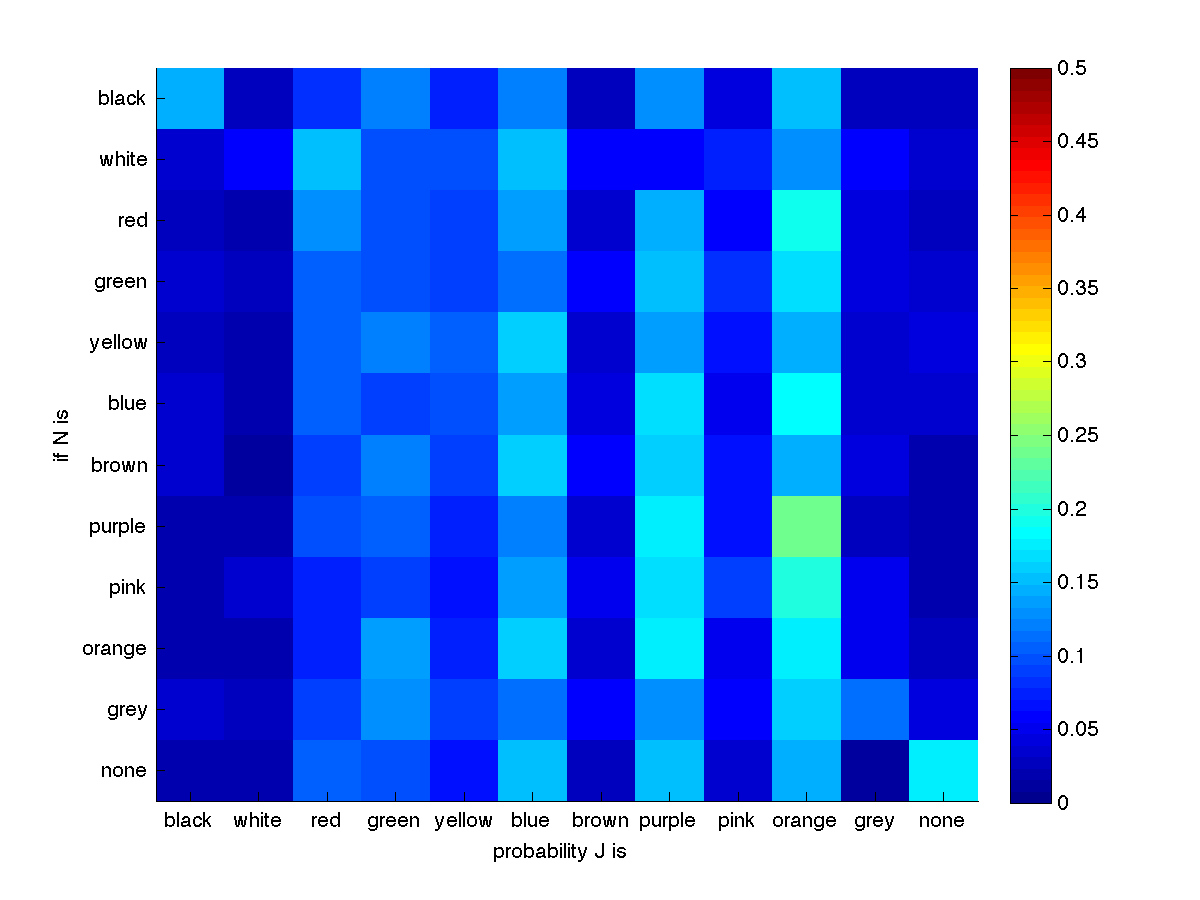 black
white
red
green
yellow
blue
brown
purple
pink
orange
grey
none
if N is
black white red green yellow blue brown purple pink orange grey none
probability J is
0.5
0.45
0.4
0.35
0.3
0.25
0.2
0.15
0.1
0.05
0